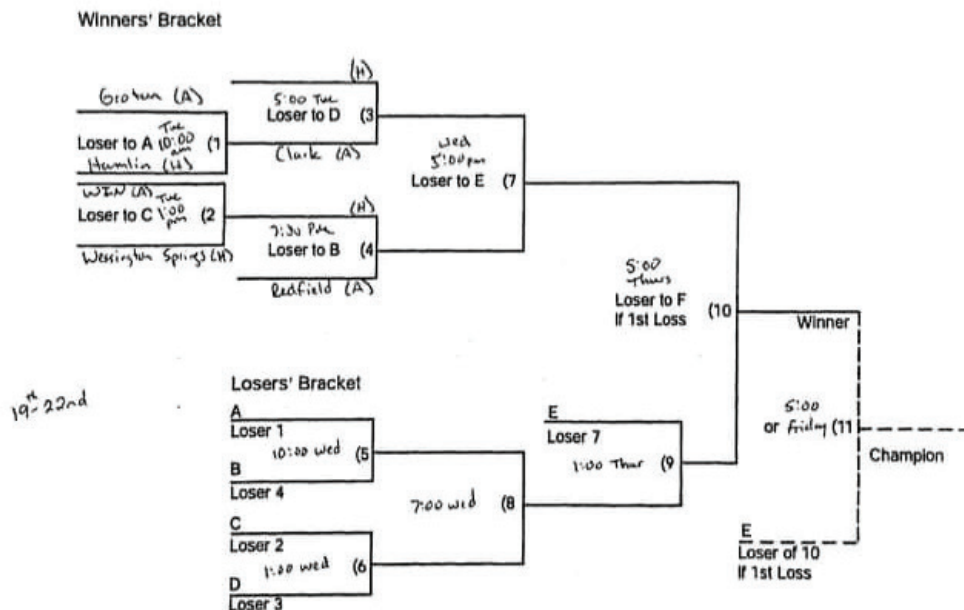 Winners' Bracket
Groton (A)
Loser to A Tue 10:00 am (1
Hamlin (H)
WIN (A)
Loser to C Tue 1:00 pm (2
Wessington Springs (H)
(H)
5:00 Tue
Loser to D (3
Clark (A)
(H)
7:30
Loser to B (4
Redfield (A)
Wed
5:00 pm
Loser to E (7
5:00
Thurs
Loser to F (10
If 1st Loss
Winner
5:00
or Friday (11
Champion
E
Loser of 10
If 1st Loss
19th-22nd
Losers' Bracket
A
Loser 1
10:00 Wed (5
B
Loser 4
C
Loser 2
1:00 Wed (6
D
Loser 3
7:00 Wed (8
E
Loser 7
1:00 Thur (9